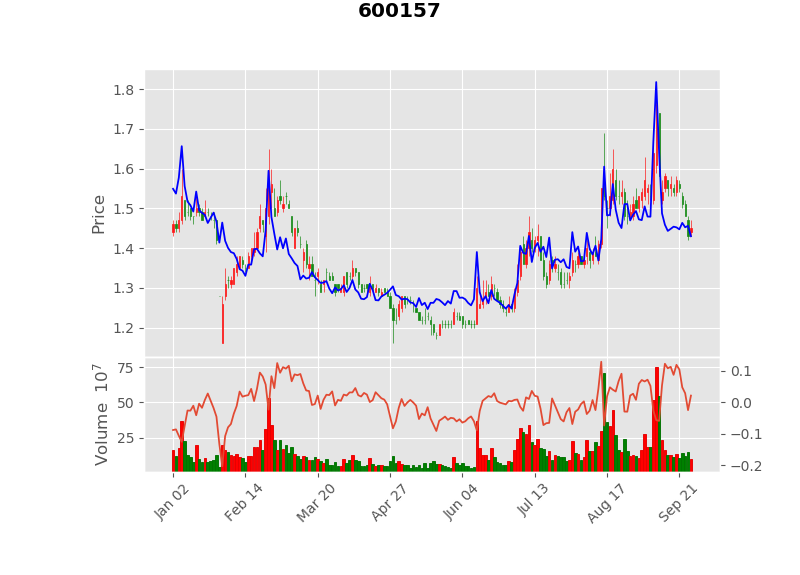 600157
1.8
1.7
1.6
1.5
1.4
1.3
1.2
Price
75
50
25
Volume 10^7
0.1
0.0
−0.1
−0.2
Jan 02
Feb 14
Mar 20
Apr 27
Jun 04
Jul 13
Aug 17
Sep 21